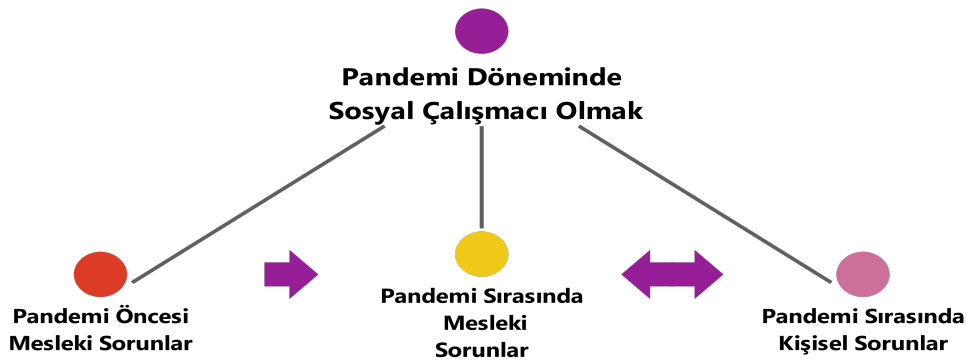 Pandemi Döneminde
Sosyal Çalışmacı Olmak
Pandemi Öncesi
Mesleki Sorunlar
Pandemi Sırasında
Mesleki
Sorunlar
Pandemi Sırasında
Kişisel Sorunlar